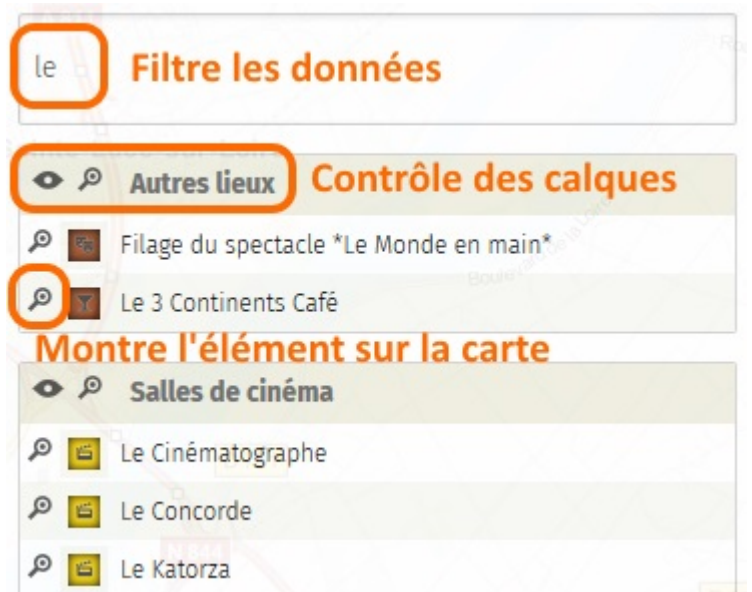 le Filtre les données
Autres lieux Contrôle des calques
Filage du spectacle *Le Monde en main*
Le 3 Continents Café
Montre l'élément sur la carte
Salles de cinéma
Le Cinématographe
Le Concorde
N 844
Le Katorza